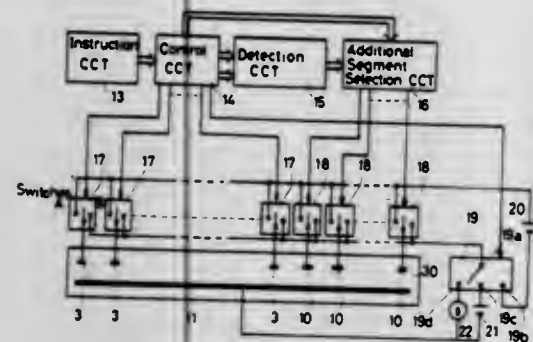 Instruction
CCT
Control
CCT
Detection
CCT
Additional
Segment
Selection CCT
13
14
15
16
17
17
17
18
18
18
Switches
19
20
19a
30
19d
19c
3
3
1
3
10
10
10
22
21
19b